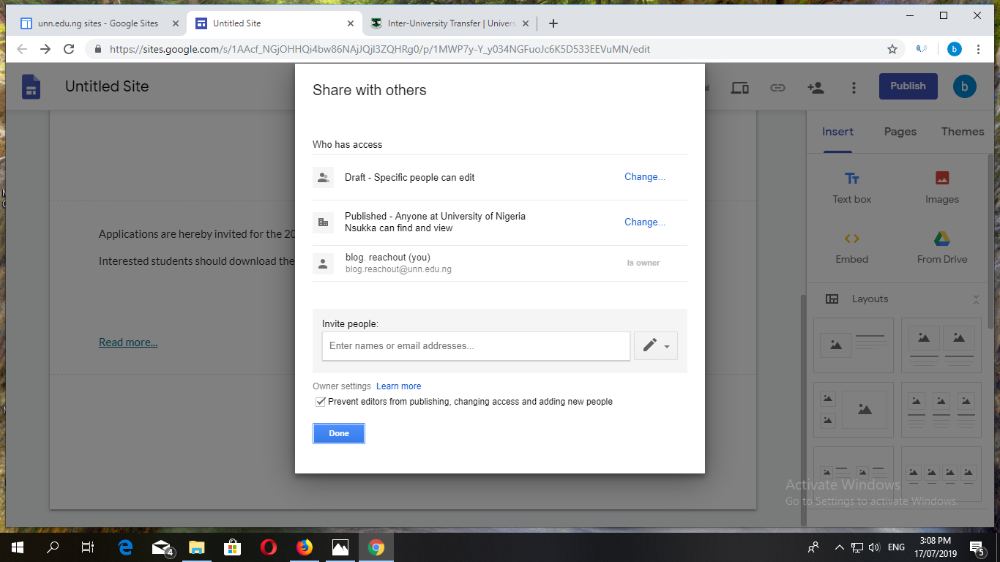 unn.edu.ng sites - Google Sites
Untitled Site
Inter-University Transfer | Univers
https://sites.google.com/s/1AAcf_NGjOHHQi4bw86NAjJQjI3ZQHRg0/p/1MWP7y-Y_y034NGFuoJc6K5D533EEVuMN/edit
b
Untitled Site
Publish
b
Share with others
Who has access
Draft - Specific people can edit
Change...
Published - Anyone at University of Nigeria
Nsukka can find and view
Change...
blog. reachout (you)
blog.reachout@unn.edu.ng
Is owner
Invite people:
Enter names or email addresses...
Owner settings Learn more
Prevent editors from publishing, changing access and adding new people
Done
Applications are hereby invited for the 20
Interested students should download the
Read more...
Insert
Pages
Themes
Text box
Images
Embed
From Drive
Layouts
Activate Windows
Go to Settings to activate Windows.
4
ENG
3:08 PM
17/07/2019
5